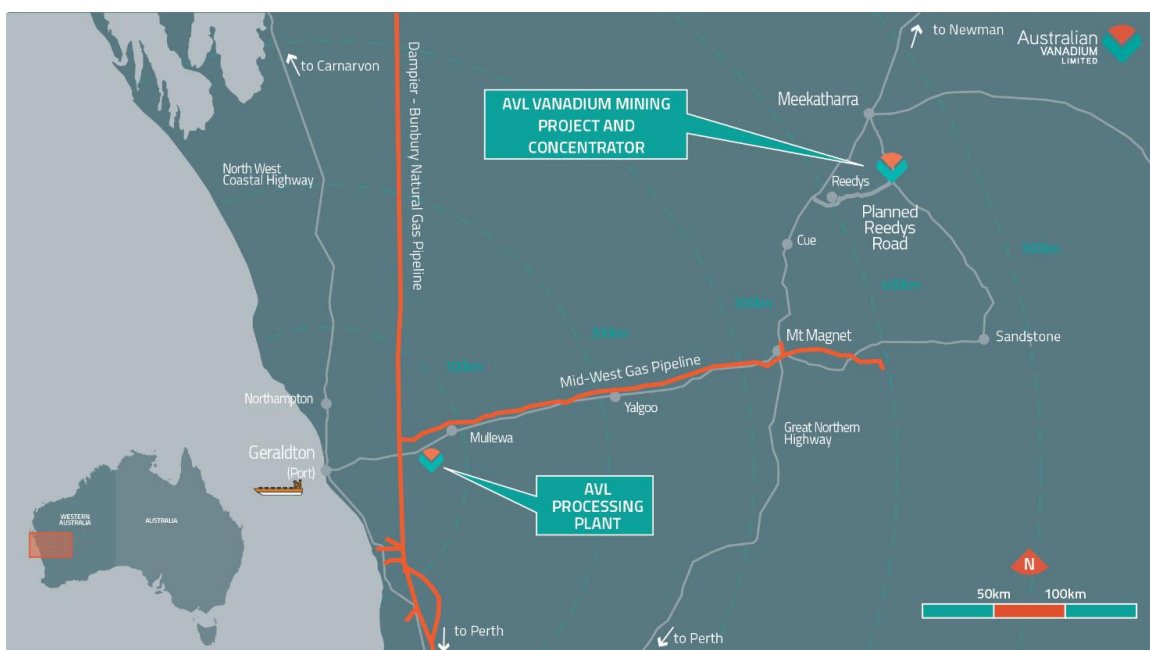 to Newman
Australian
VANADIUM
LIMITED
to Carnarvon
Dampier - Bunbury Natural Gas Pipeline
Meekatharra
AVL VANADIUM MINING
PROJECT AND
CONCENTRATOR
North West
Coastal Highway
Reedys
Planned
Reedys
Road
Cue
Mt Magnet
Sandstone
Mid-West Gas Pipeline
Yalgoo
Northampton
Mullewa
Great Northern
Highway
Geraldton
(Port)
AVL
PROCESSING
PLANT
WESTERN
AUSTRALIA
AUSTRALIA
N
50km
100km
to Perth
to Perth